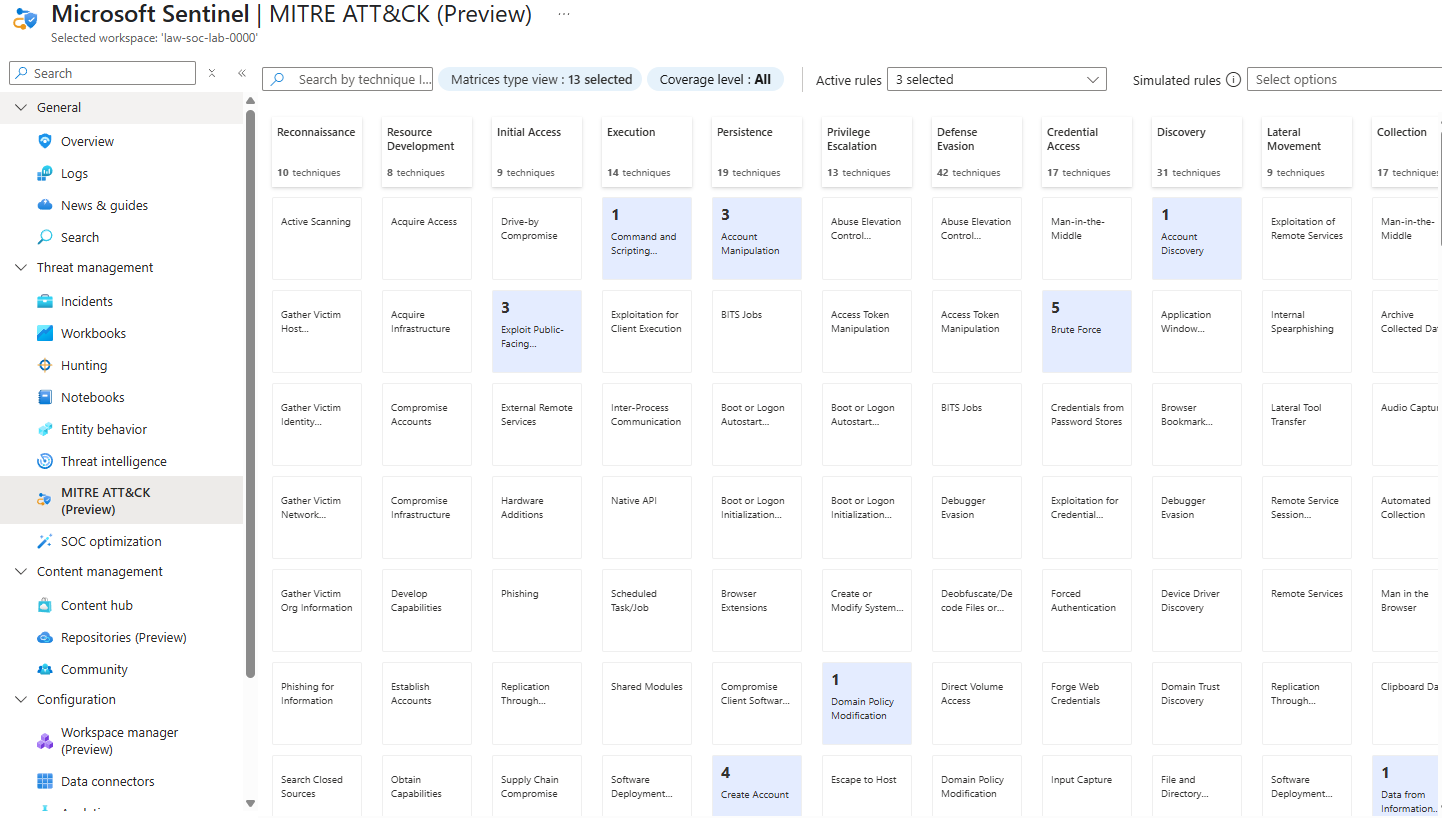 Microsoft Sentinel | MITRE ATT&CK (Preview) ...
Selected workspace: 'law-soc-lab-0000'
Search
General
Overview
Logs
News & guides
Search
Threat management
Incidents
Workbooks
Hunting
Notebooks
Entity behavior
Threat intelligence
MITRE ATT&CK
(Preview)
SOC optimization
Content management
Content hub
Repositories (Preview)
Community
Configuration
Workspace manager
(Preview)
Data connectors
Search by technique I...
Matrices type view : 13 selected
Coverage level : All
Active rules
3 selected
Simulated rules
Select options
Reconnaissance
10 techniques
Resource
Development
8 techniques
Initial Access
9 techniques
Execution
14 techniques
Persistence
19 techniques
Privilege
Escalation
13 techniques
Defense
Evasion
42 techniques
Credential
Access
17 techniques
Discovery
31 techniques
Lateral
Movement
9 techniques
Collection
17 techniques
Active Scanning
Acquire Access
Drive-by
Compromise
1
Command and
Scripting...
3
Account
Manipulation
Abuse Elevation
Control...
Abuse Elevation
Control...
Man-in-the-
Middle
1
Account
Discovery
Exploitation of
Remote Services
Man-in-the-
Middle
Gather Victim
Host...
Acquire
Infrastructure
3
Exploit Public-
Facing...
Exploitation for
Client Execution
BITS Jobs
Access Token
Manipulation
Access Token
Manipulation
5
Brute Force
Application
Window...
Internal
Spearphishing
Archive
Collected Da
Gather Victim
Identity...
Compromise
Accounts
External Remote
Services
Inter-Process
Communication
Boot or Logon
Autostart...
Boot or Logon
Autostart...
BITS Jobs
Credentials from
Password Stores
Browser
Bookmark...
Lateral Tool
Transfer
Audio Captu
Gather Victim
Network...
Compromise
Infrastructure
Hardware
Additions
Native API
Boot or Logon
Initialization...
Boot or Logon
Initialization...
Debugger
Evasion
Exploitation for
Credential...
Debugger
Evasion
Remote Service
Session...
Automated
Collection
Gather Victim
Org Information
Develop
Capabilities
Phishing
Scheduled
Task/Job
Browser
Extensions
Create or
Modify System...
Deobfuscate/De
code Files or...
Forced
Authentication
Device Driver
Discovery
Remote Services
Man in the
Browser
Phishing for
Information
Establish
Accounts
Replication
Through...
Shared Modules
Compromise
Client Softwar...
1
Domain Policy
Modification
Direct Volume
Access
Forge Web
Credentials
Domain Trust
Discovery
Replication
Through...
Clipboard Da
Search Closed
Sources
Obtain
Capabilities
Supply Chain
Compromise
Software
Deployment...
4
Create Account
Escape to Host
Domain Policy
Modification
Input Capture
File and
Directory...
Software
Deployment...
1
Data from
Information...